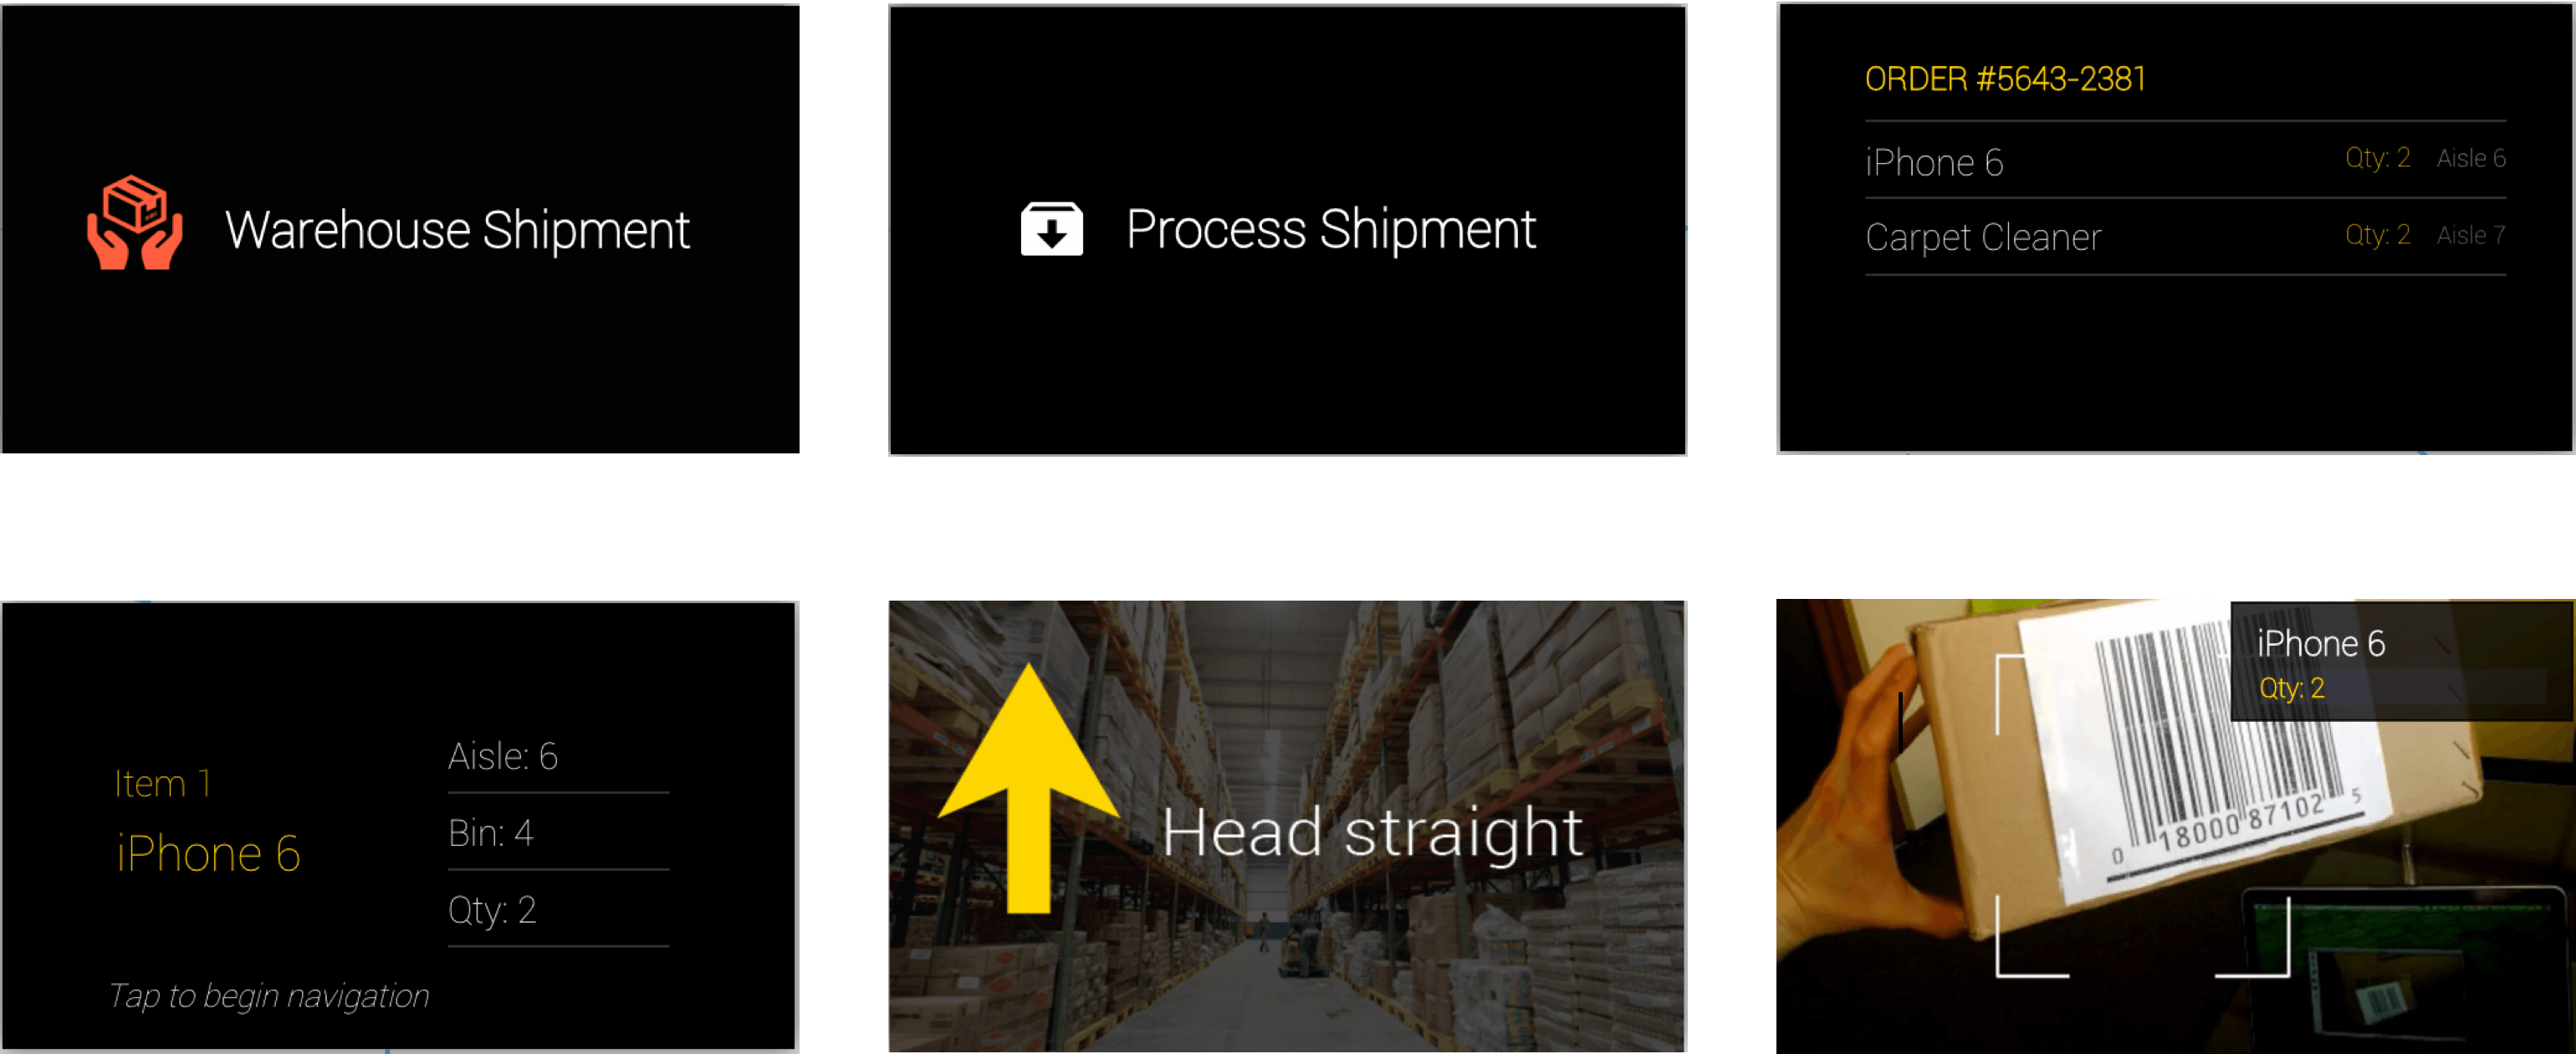 Warehouse Shipment
Process Shipment
ORDER #5643-2381
iPhone 6 Qty: 2 Aisle 6
Carpet Cleaner Qty: 2 Aisle 7
Item 1
iPhone 6
Aisle: 6
Bin: 4
Qty: 2
Tap to begin navigation
Head straight
iPhone 6
Qty: 2
0 18000 87102 5